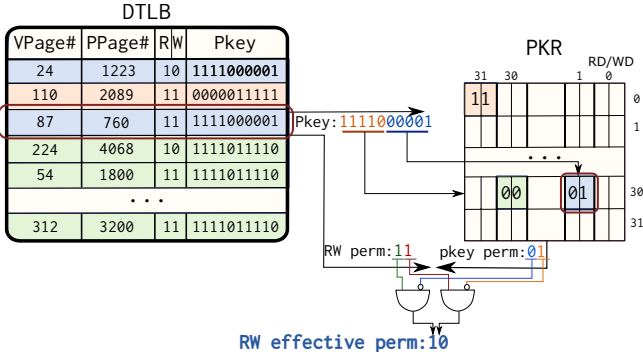 DTLB
VPage# PPage# R W Pkey
24 1223 10 1111000001
110 2089 11 0000011111
87 760 11 1111000001
224 4068 10 1111011110
54 1800 11 1111011110
...
312 3200 11 1111011110
Pkey:1111000001
PKR
RD/WD
31 30 1 0
11 0
1
...
00 01 30
31
RW perm:11 pkey perm:01
RW effective perm:10